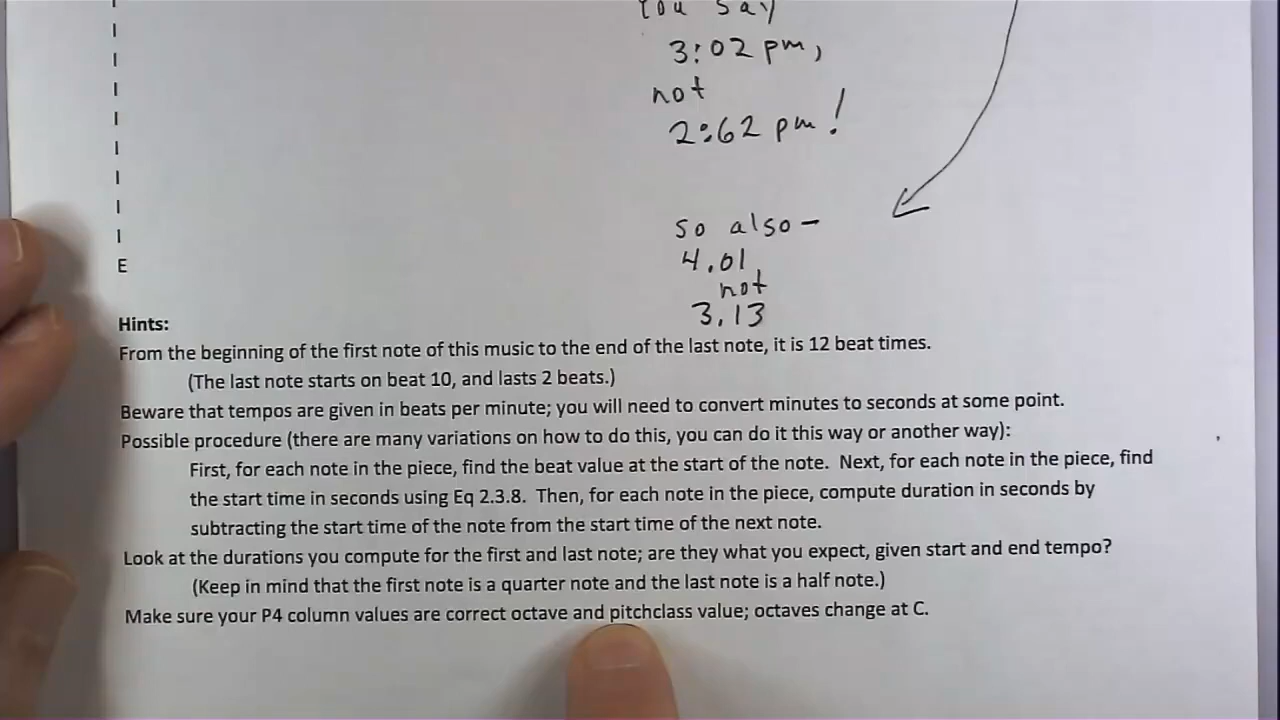 You say
3:02 pm,
not
2:62 pm!
so also —
4.01
not
3.13
I
I
I
I
I
I
I
I
I
E
Hints:
From the beginning of the first note of this music to the end of the last note, it is 12 beat times.
(The last note starts on beat 10, and lasts 2 beats.)
Beware that tempos are given in beats per minute; you will need to convert minutes to seconds at some point.
Possible procedure (there are many variations on how to do this, you can do it this way or another way):
First, for each note in the piece, find the beat value at the start of the note. Next, for each note in the piece, find
the start time in seconds using Eq 2.3.8. Then, for each note in the piece, compute duration in seconds by
subtracting the start time of the note from the start time of the next note.
Look at the durations you compute for the first and last note; are they what you expect, given start and end tempo?
(Keep in mind that the first note is a quarter note and the last note is a half note.)
Make sure your P4 column values are correct octave and pitchclass value; octaves change at C.